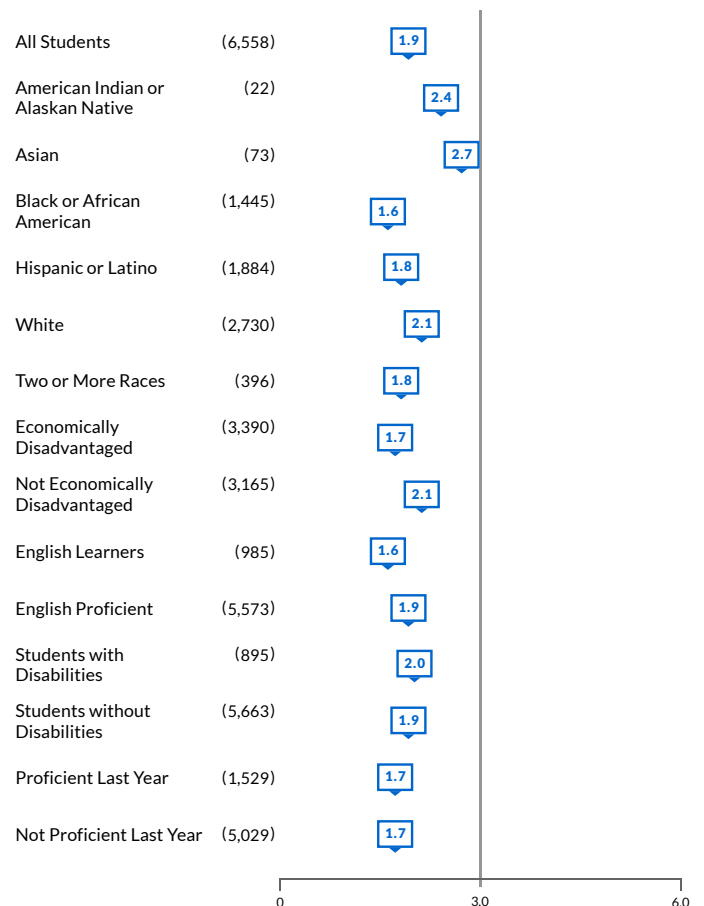 All Students (6,558) 1.9
American Indian or (22) 2.4
Alaskan Native
Asian (73) 2.7
Black or African (1,445) 1.6
American
Hispanic or Latino (1,884) 1.8
White (2,730) 2.1
Two or More Races (396) 1.8
Economically (3,390) 1.7
Disadvantaged
Not Economically (3,165) 2.1
Disadvantaged
English Learners (985) 1.6
English Proficient (5,573) 1.9
Students with (895) 2.0
Disabilities
Students without (5,663) 1.9
Disabilities
Proficient Last Year (1,529) 1.7
Not Proficient Last Year (5,029) 1.7
0 3.0 6.0